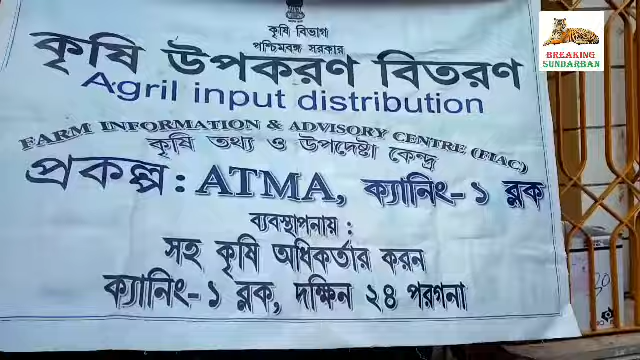 কৃষি বিভাগ
পশ্চিমবঙ্গ সরকার
কৃষি উপকরণ বিতরণ
Agril input distribution
FARM INFORMATION & ADVISORY CENTRE (FIAC)
কৃষি তথ্য ও উপদেষ্টা কেন্দ্র
প্রকল্প : ATMA, ক্যানিং- ১ ব্লক
ব্যবস্থাপনায় :
সহ কৃষি অধিকর্তার করন
ক্যানিং- ১ ব্লক, দক্ষিন ২৪ পরগনা
BREAKING
SUNDARBAN